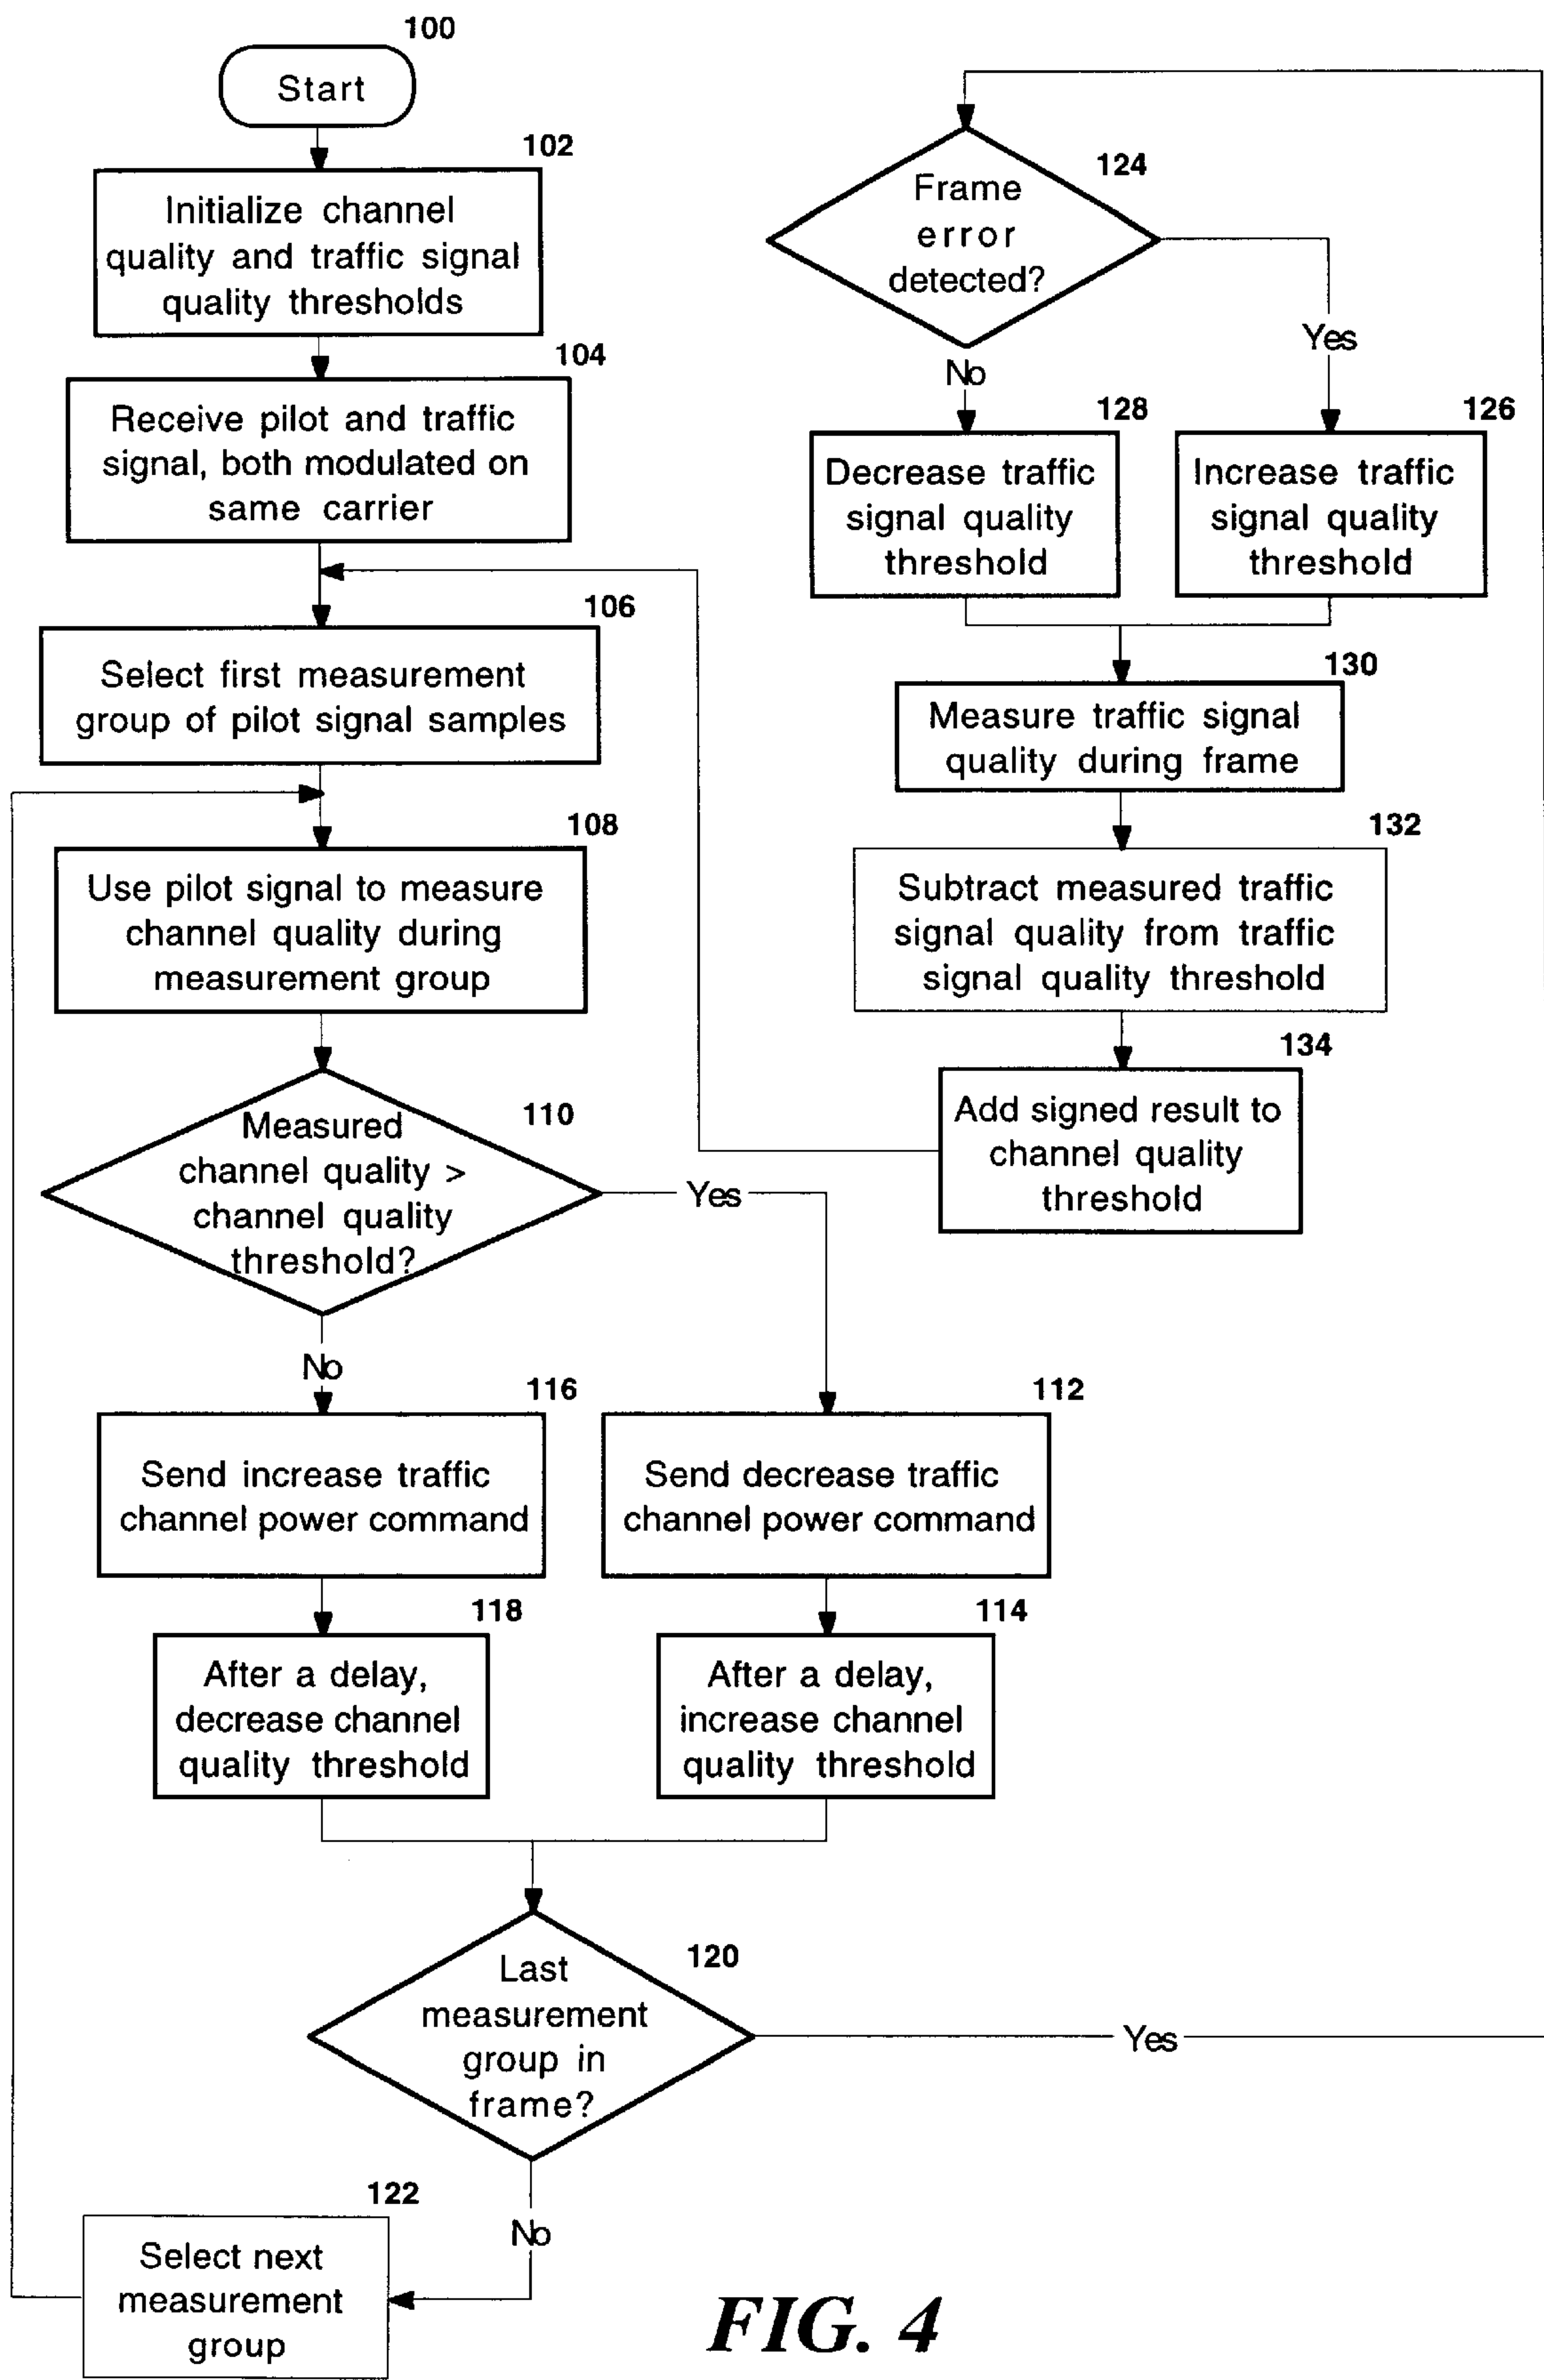 100
Start
102
Initialize channel
quality and traffic signal
quality thresholds
104
Receive pilot and traffic
signal, both modulated on
same carrier
106
Select first measurement
group of pilot signal samples
108
Use pilot signal to measure
channel quality during
measurement group
110
Measured
channel quality >
channel quality
threshold?
Yes
No
116
Send increase traffic
channel power command
112
Send decrease traffic
channel power command
118
After a delay,
decrease channel
quality threshold
114
After a delay,
increase channel
quality threshold
120
Last
measurement
group in
frame?
Yes
No
122
Select next
measurement
group
124
Frame
error
detected?
Yes
No
128
Decrease traffic
signal quality
threshold
126
Increase traffic
signal quality
threshold
130
Measure traffic signal
quality during frame
132
Subtract measured traffic
signal quality from traffic
signal quality threshold
134
Add signed result to
channel quality
threshold
FIG. 4